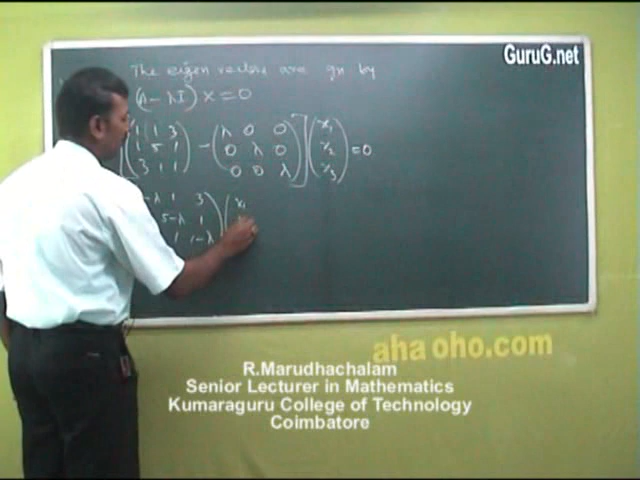 GuruG.net
The eigen vectors are gn by
(A - λI) x = 0
[(1 1 3) - (λ 0 0)] (x1)
1 5 1 0 λ 0 x2 = 0
3 1 1 0 0 λ x3
-λ 1 3 x1
5-λ 1
1 1-λ
aha oho.com
R.Marudhachalam
Senior Lecturer in Mathematics
Kumaraguru College of Technology
Coimbatore